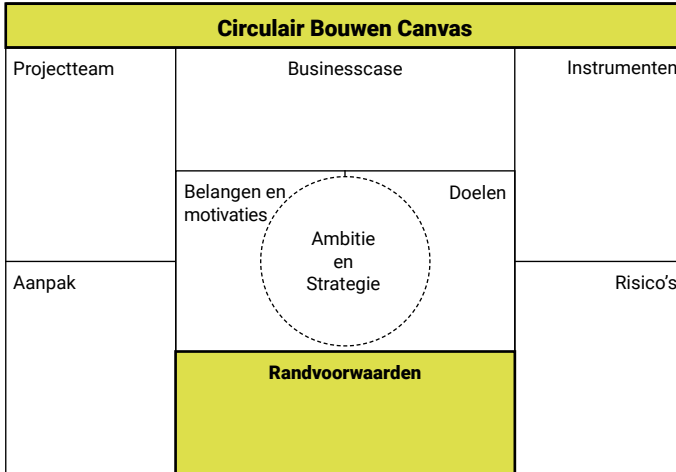 Circulair Bouwen Canvas
Projectteam
Businesscase
Instrumenten
Belangen en
motivaties
Doelen
Ambitie
en
Strategie
Aanpak
Risico's
Randvoorwaarden